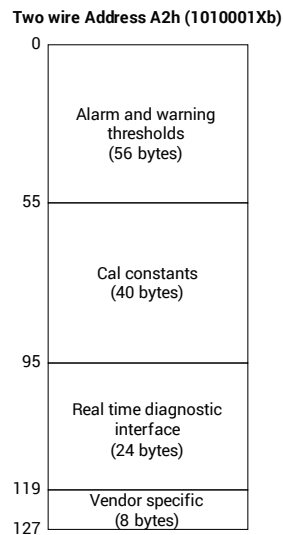 Two wire Address A2h (1010001Xb)
0
Alarm and warning
thresholds
(56 bytes)
55
Cal constants
(40 bytes)
95
Real time diagnostic
interface
(24 bytes)
119
Vendor specific
(8 bytes)
127